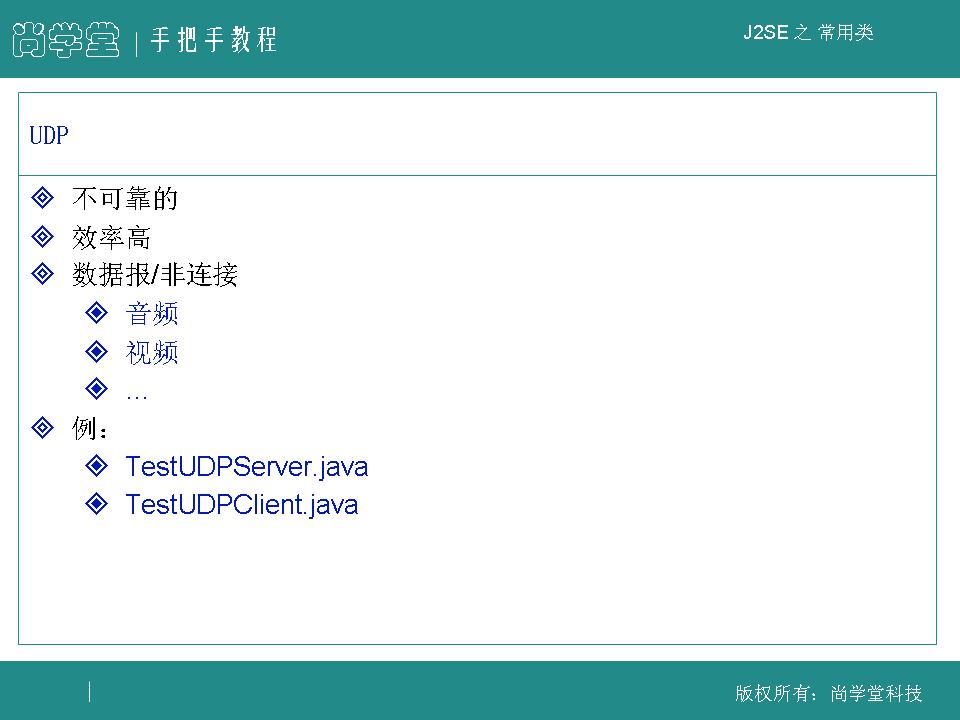 尚学堂 | 手把手教程
J2SE 之 常用类
UDP
不可靠的
效率高
数据报/非连接
音频
视频
…
例：
TestUDPServer.java
TestUDPClient.java
版权所有：尚学堂科技